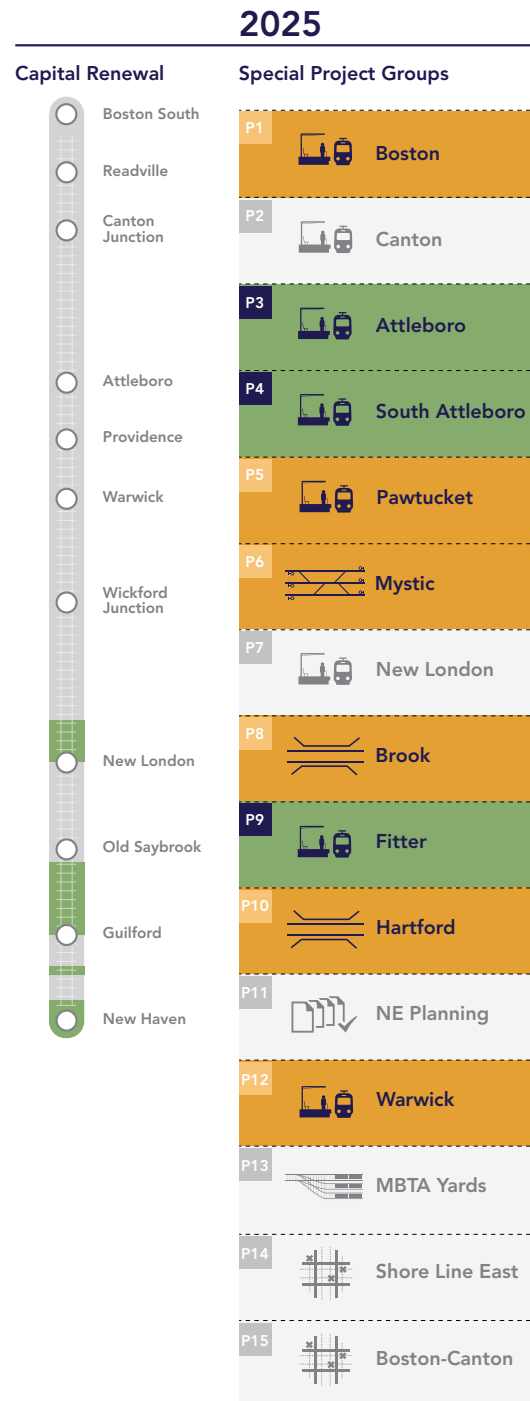 2025
Capital Renewal
Boston South
Readville
Canton
Junction
Attleboro
Providence
Warwick
Wickford
Junction
New London
Old Saybrook
Guilford
New Haven
Special Project Groups
P1
Boston
P2
Canton
P3
Attleboro
P4
South Attleboro
P5
Pawtucket
P6
Mystic
P7
New London
P8
Brook
P9
Fitter
P10
Hartford
P11
NE Planning
P12
Warwick
P13
MBTA Yards
P14
Shore Line East
P15
Boston-Canton